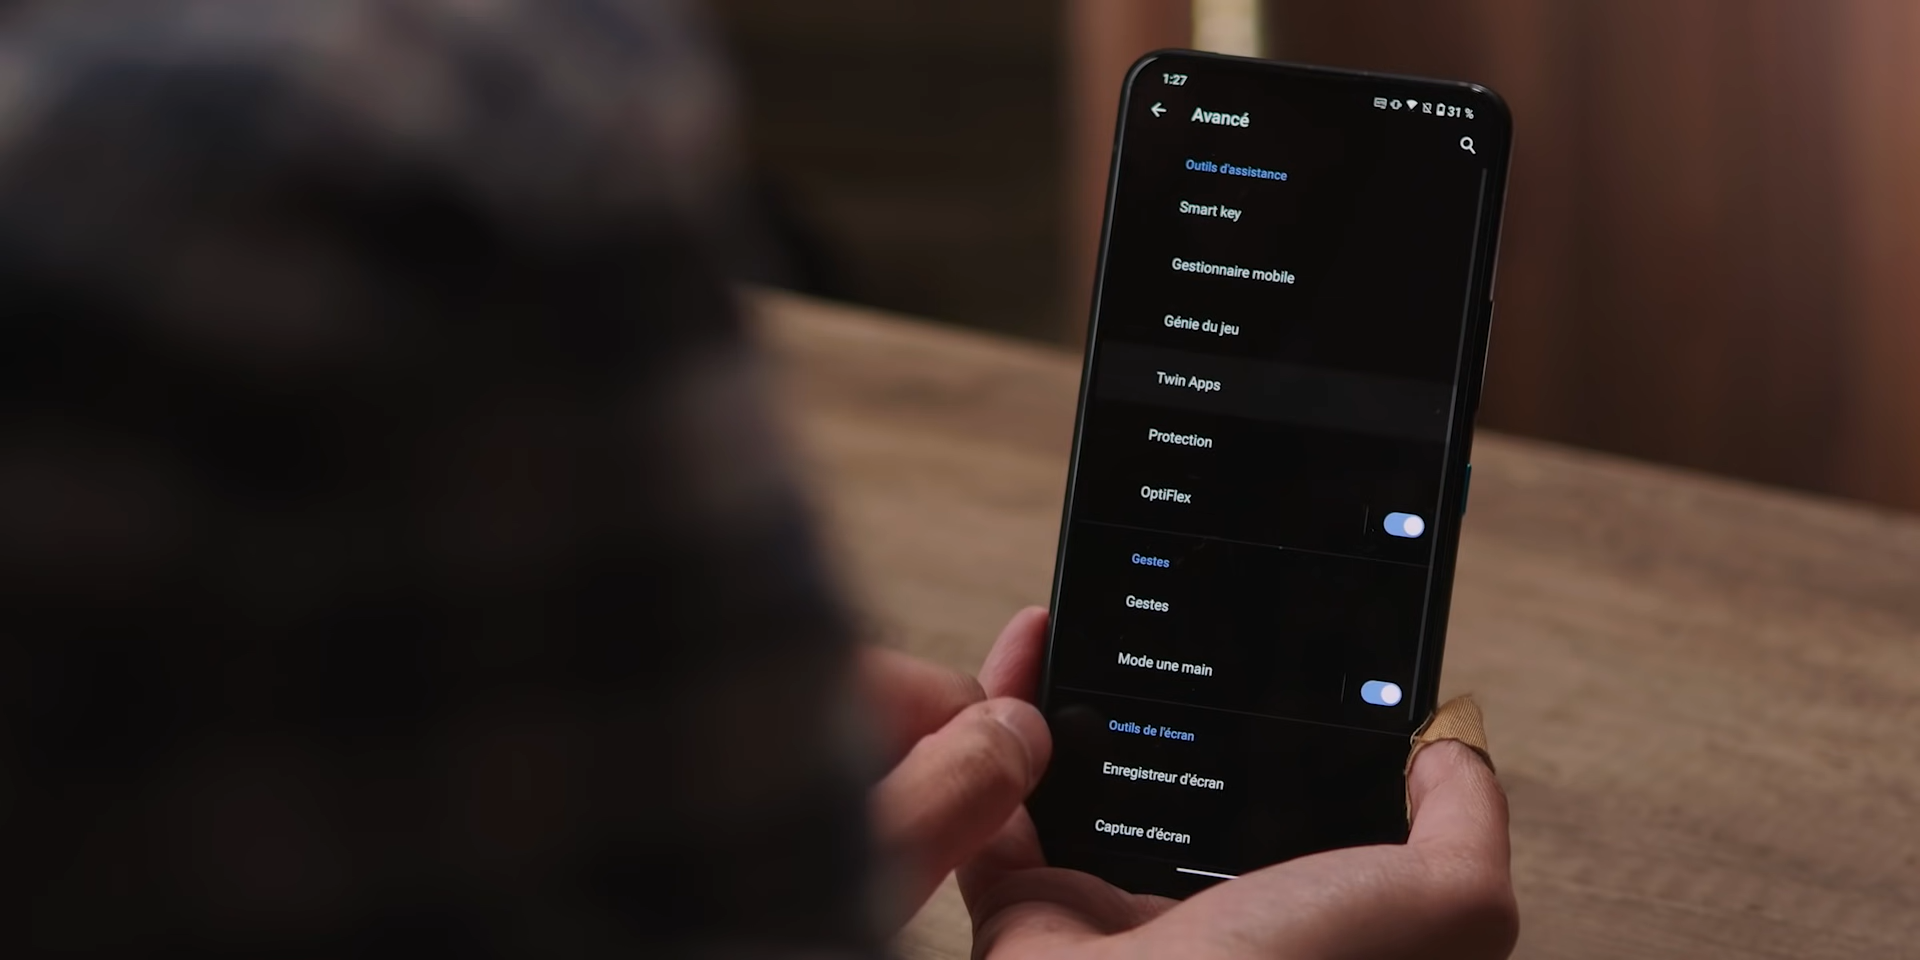 1:27
31 %
Avancé
Outils d'assistance
Smart key
Gestionnaire mobile
Génie du jeu
Twin Apps
Protection
OptiFlex
Gestes
Gestes
Mode une main
Outils de l'écran
Enregistreur d'écran
Capture d'écran